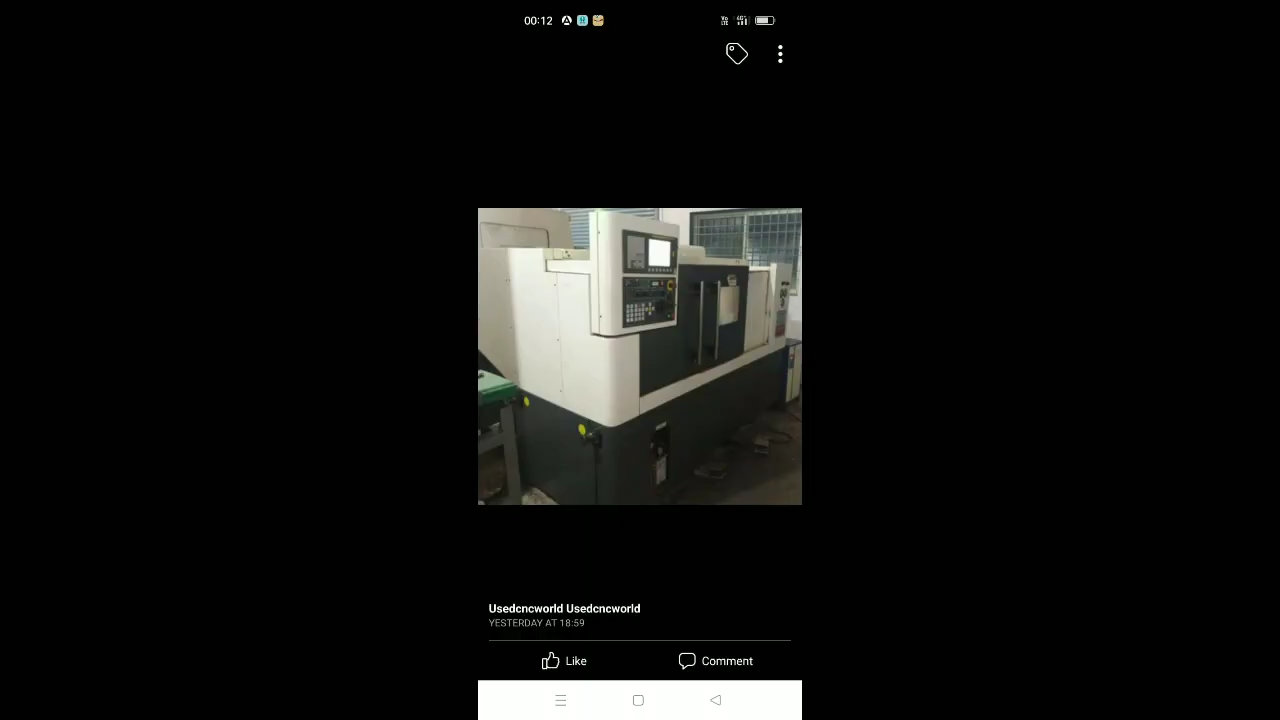 00:12
Usedcncworld Usedcncworld
YESTERDAY AT 18:59
Like
Comment